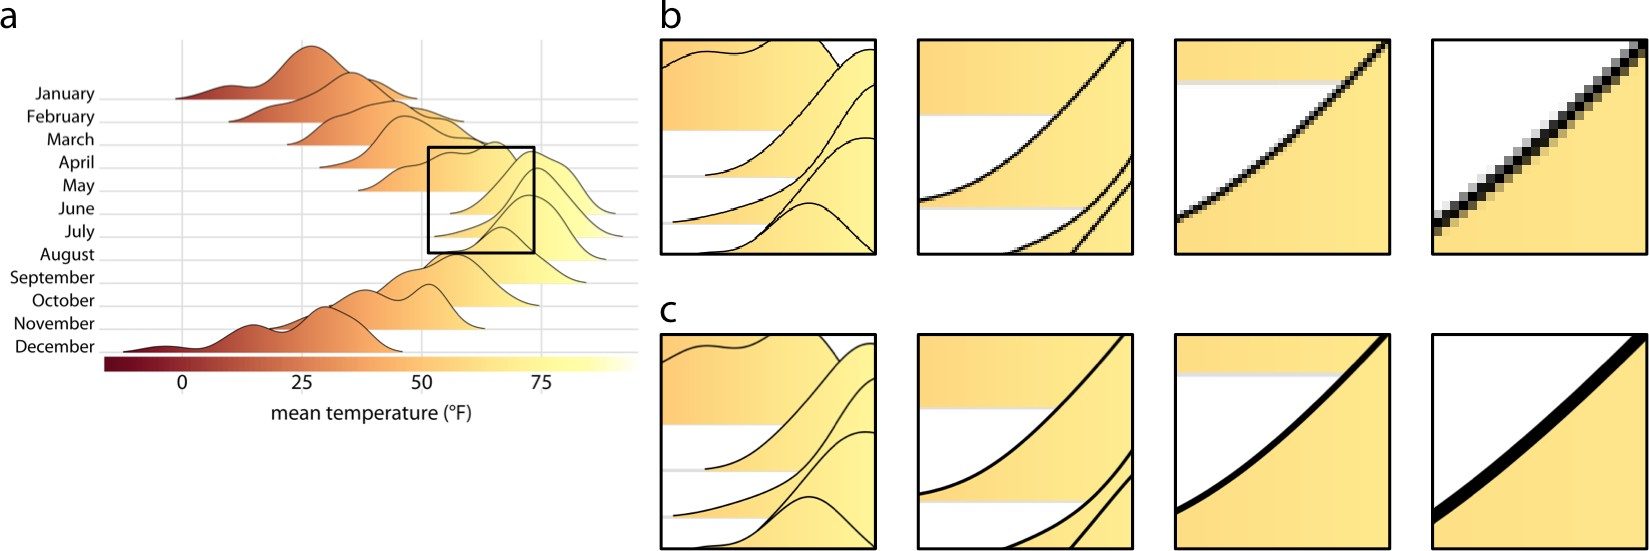 a
January
February
March
April
May
June
July
August
September
October
November
December
0 25 50 75
mean temperature (°F)
b
c